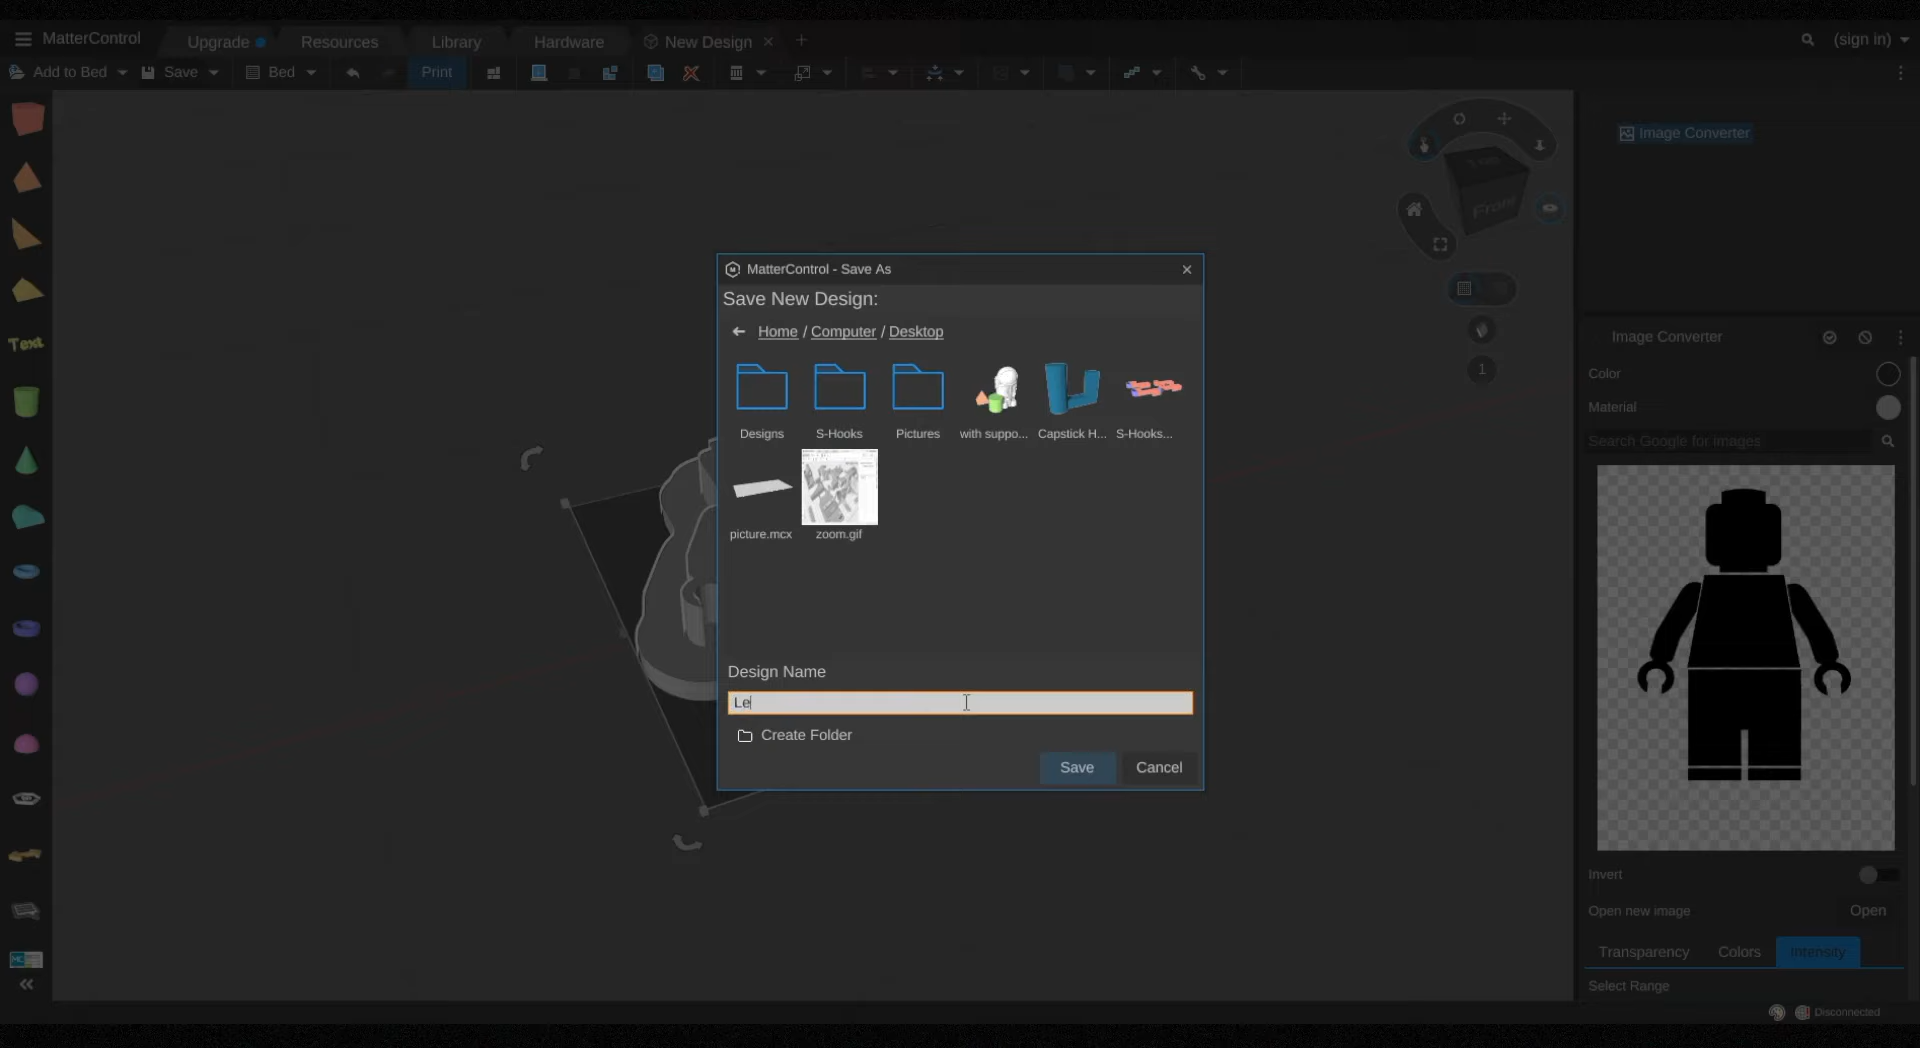 MatterControl
Upgrade
Resources
Library
Hardware
New Design
(sign in)
Add to Bed
Save
Bed
Print
Image Converter
Front
MatterControl - Save As
Save New Design:
Home / Computer / Desktop
Designs
S-Hooks
Pictures
with suppo...
Capstick H...
S-Hooks...
picture.mcx
zoom.gif
Design Name
Le
Create Folder
Save
Cancel
Text
1
Image Converter
Color
Material
Search Google for images
Invert
Open new image
Open
Transparency
Colors
Intensity
Select Range
Disconnected